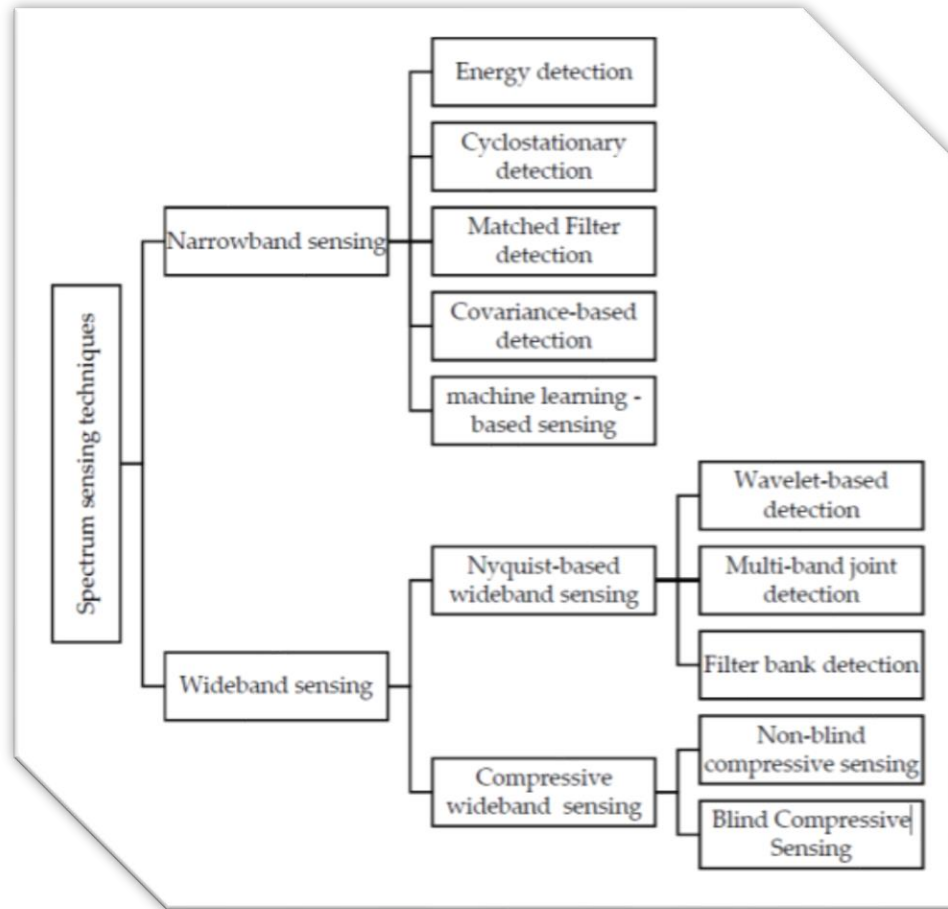 Spectrum sensing techniques
Narrowband sensing
Energy detection
Cyclostationary
detection
Matched Filter
detection
Covariance-based
detection
machine learning -
based sensing
Wideband sensing
Nyquist-based
wideband sensing
Wavelet-based
detection
Multi-band joint
detection
Filter bank detection
Compressive
wideband  sensing
Non-blind
compressive sensing
Blind Compressive
Sensing